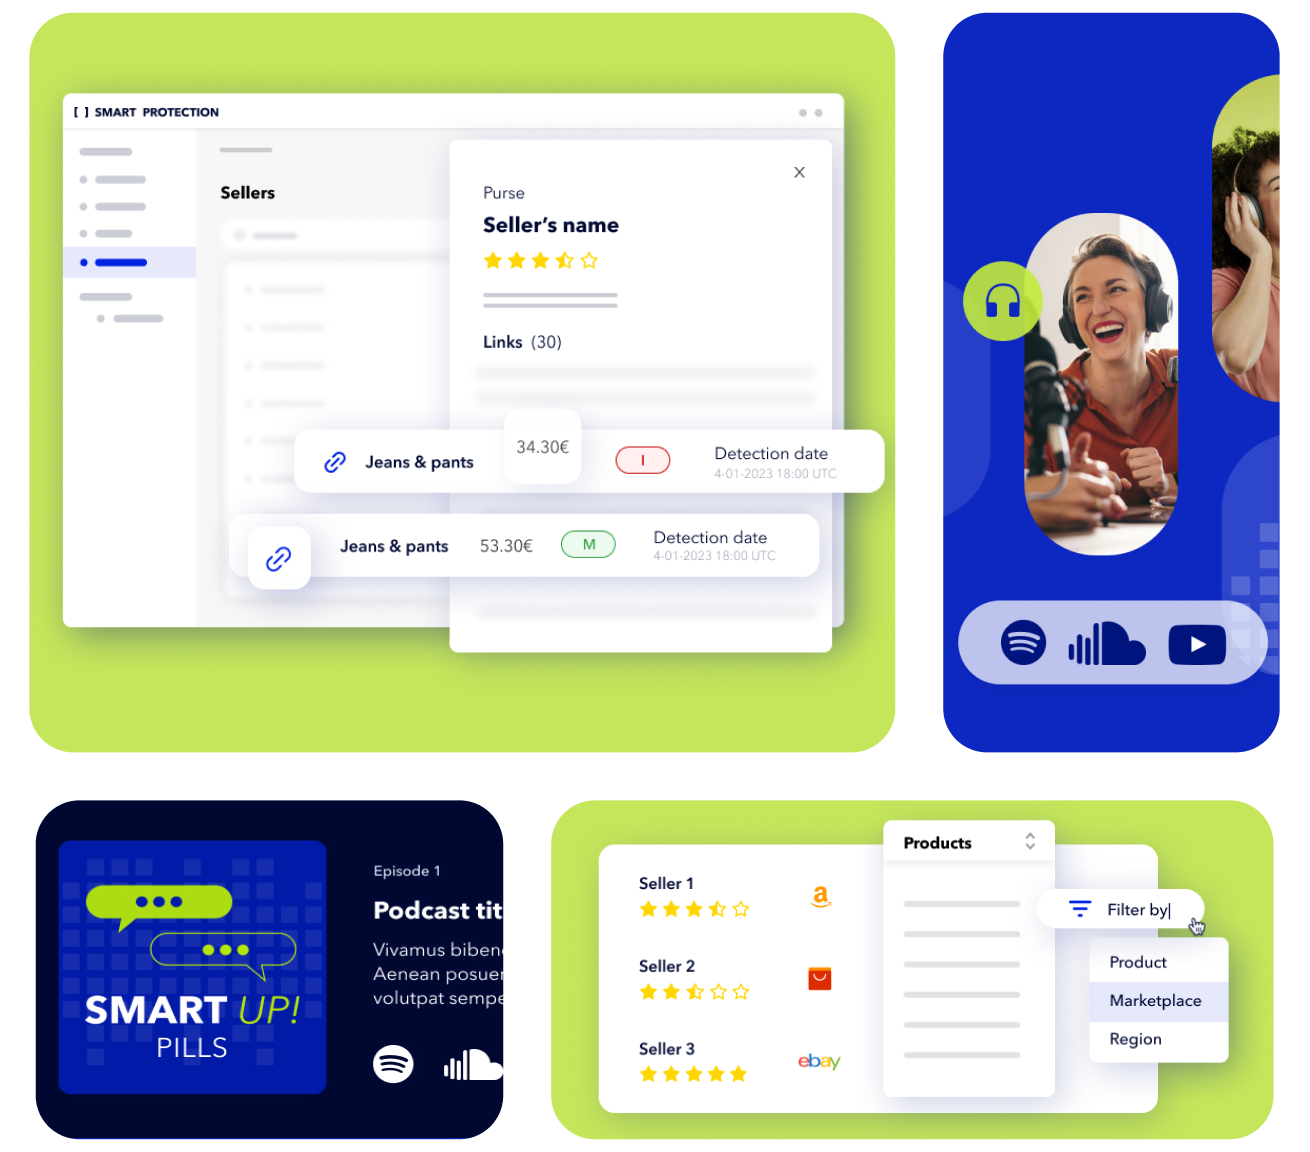 [ ] SMART PROTECTION
Sellers
X
Purse
Seller's name
Links (30)
Jeans & pants
34.30€
I
Detection date
4-01-2023 18:00 UTC
Jeans & pants
53.30€
M
Detection date
4-01-2023 18:00 UTC
SMART UP!
PILLS
Episode 1
Podcast tit
Vivamus biben
Aenean posuer
volutpat sempe
Seller 1
a
Seller 2
Seller 3
ebay
Products
Filter by|
Product
Marketplace
Region